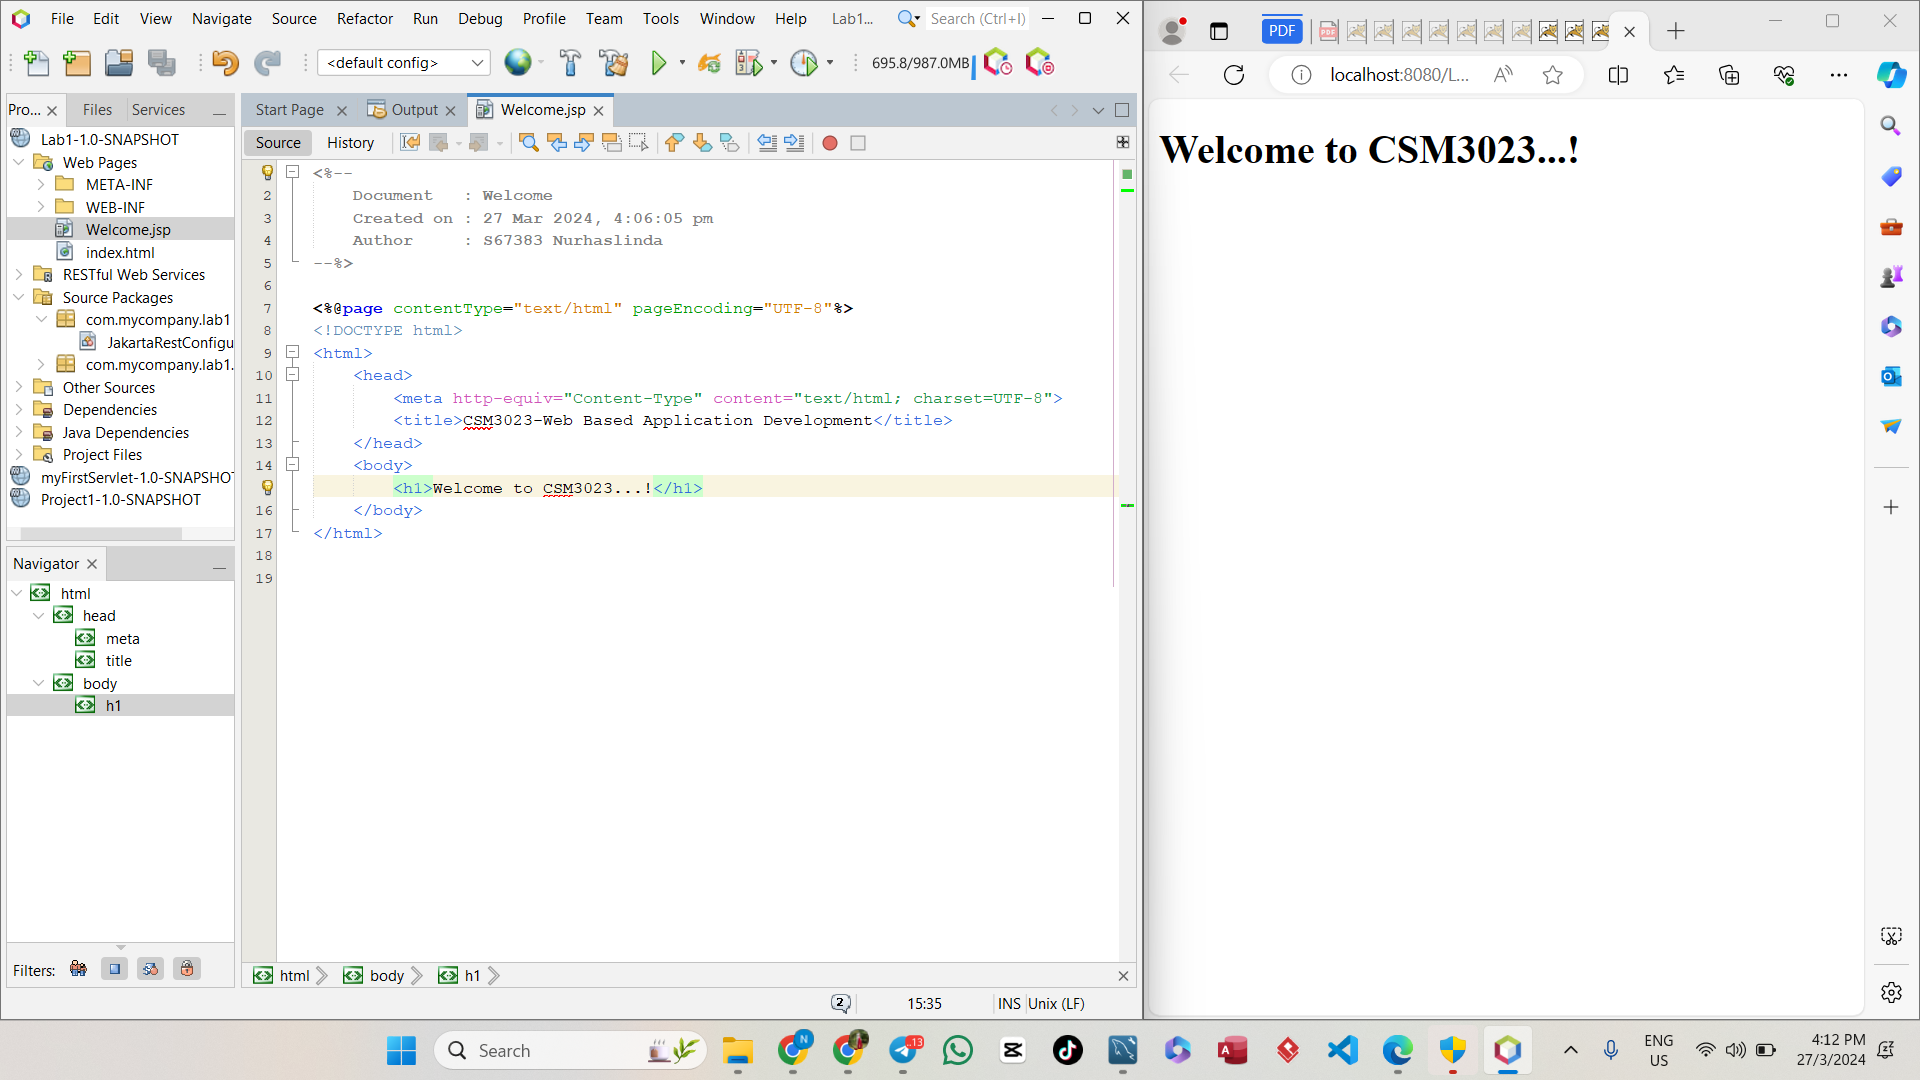 File Edit View Navigate Source Refactor Run Debug Profile Team Tools Window Help Lab1... Search (Ctrl+I)
<default config> 695.8/987.0MB
Pro... Files Services
Lab1-1.0-SNAPSHOT
Web Pages
META-INF
WEB-INF
Welcome.jsp
index.html
RESTful Web Services
Source Packages
com.mycompany.lab1
JakartaRestConfigu
com.mycompany.lab1.
Other Sources
Dependencies
Java Dependencies
Project Files
myFirstServlet-1.0-SNAPSHOT
Project1-1.0-SNAPSHOT
Navigator
html
head
meta
title
body
h1
Filters:
Start Page Output Welcome.jsp
Source History
<%--
2 Document : Welcome
3 Created on : 27 Mar 2024, 4:06:05 pm
4 Author : S67383 Nurhaslinda
5 --%>
6
7 <%@page contentType="text/html" pageEncoding="UTF-8"%>
8 <!DOCTYPE html>
9 <html>
10 <head>
11 <meta http-equiv="Content-Type" content="text/html; charset=UTF-8">
12 <title>CSM3023-Web Based Application Development</title>
13 </head>
14 <body>
<h1>Welcome to CSM3023...!</h1>
16 </body>
17 </html>
18
19
html body h1
2 15:35 INS Unix (LF)
PDF
localhost:8080/L...
Welcome to CSM3023...!
Search
N
13
ENG
US
4:12 PM
27/3/2024